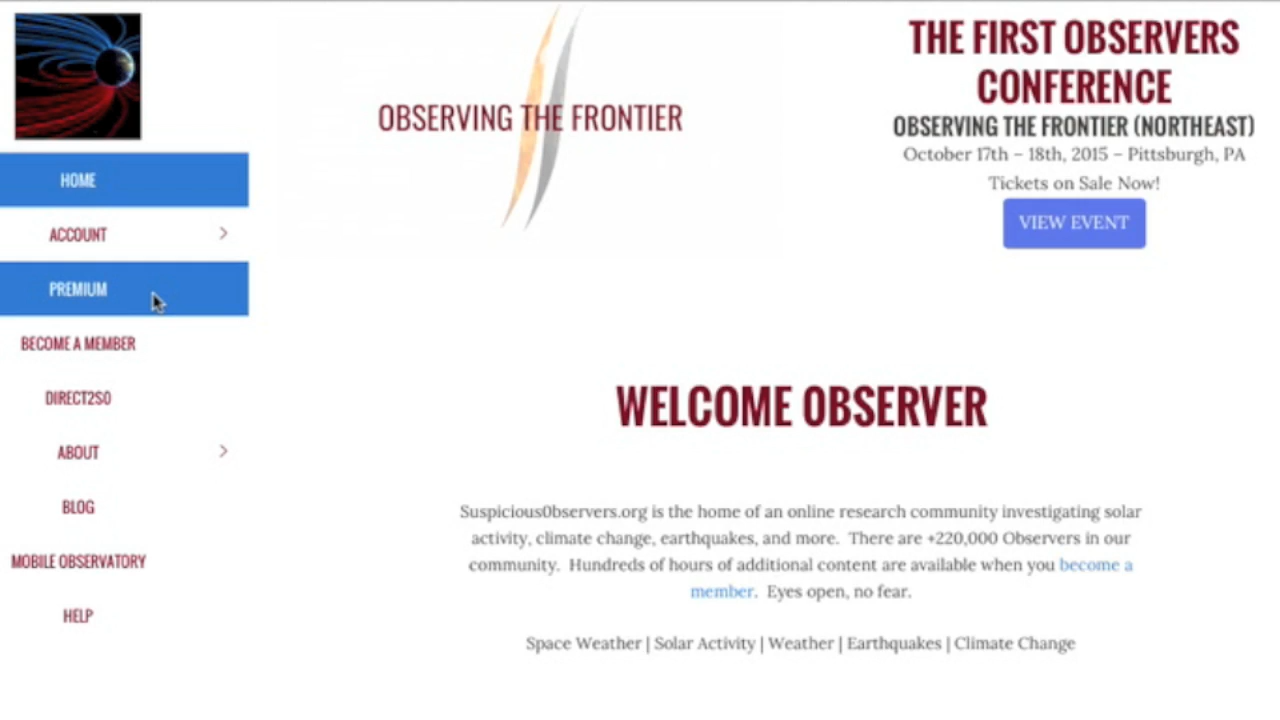 HOME
ACCOUNT
PREMIUM
BECOME A MEMBER
DIRECT2S0
ABOUT
BLOG
MOBILE OBSERVATORY
HELP
OBSERVING THE FRONTIER
THE FIRST OBSERVERS
CONFERENCE
OBSERVING THE FRONTIER (NORTHEAST)
October 17th – 18th, 2015 – Pittsburgh, PA
Tickets on Sale Now!
VIEW EVENT
WELCOME OBSERVER
Suspicious0bservers.org is the home of an online research community investigating solar
activity, climate change, earthquakes, and more.  There are +220,000 Observers in our
community.  Hundreds of hours of additional content are available when you become a
member.  Eyes open, no fear.
Space Weather | Solar Activity | Weather | Earthquakes | Climate Change